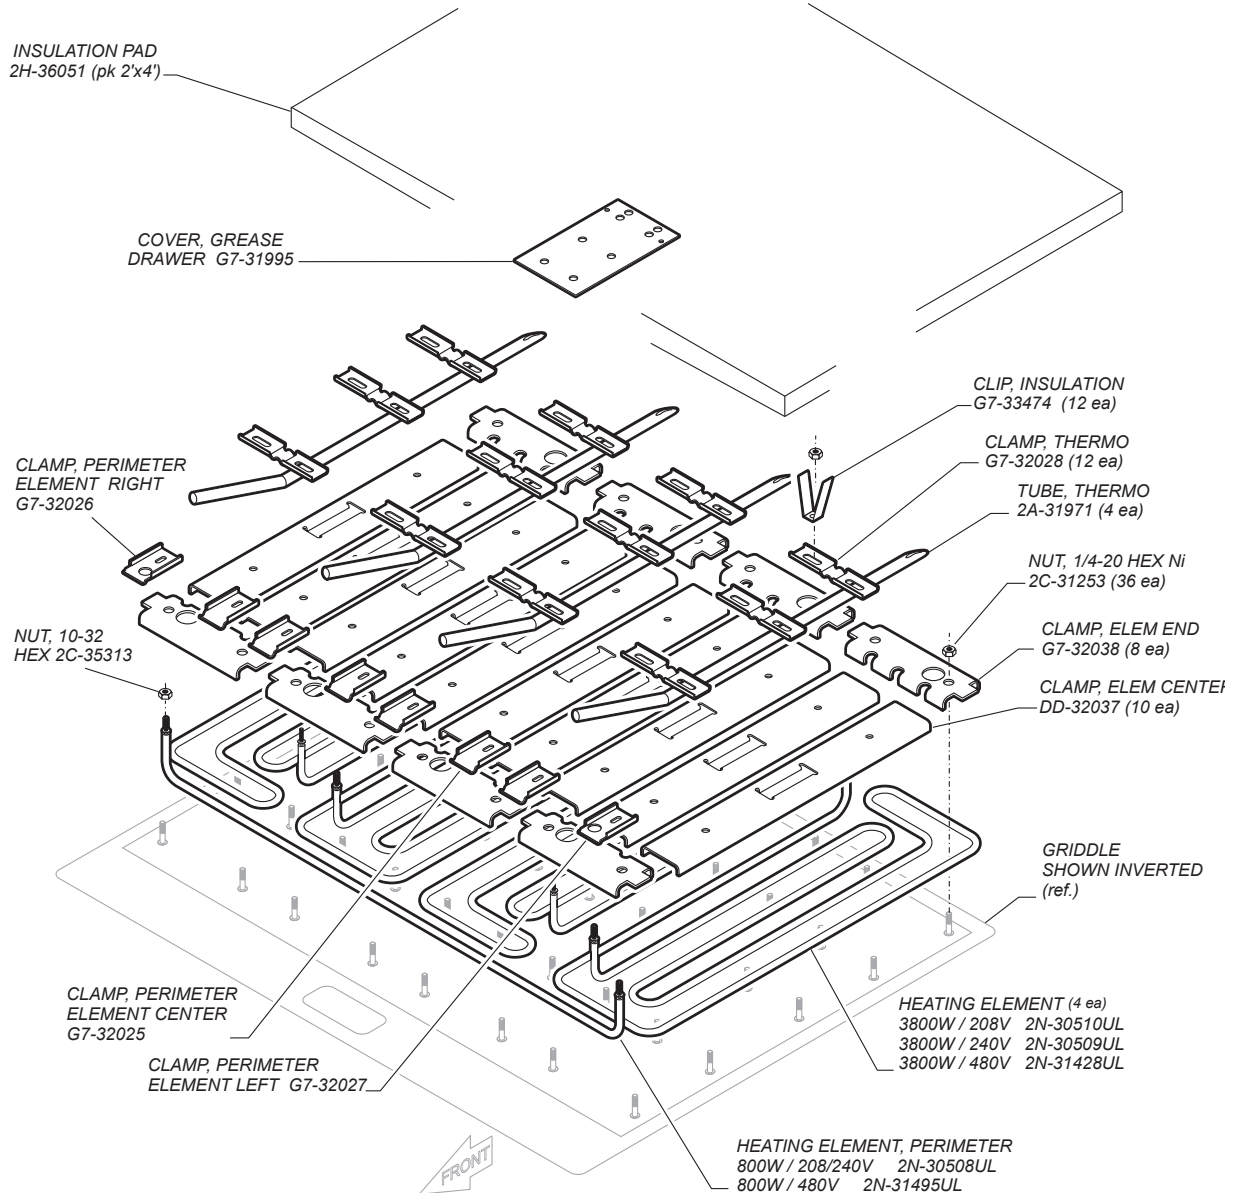 INSULATION PAD
2H-36051 (pk 2'x4')
COVER, GREASE
DRAWER G7-31995
CLIP, INSULATION
G7-33474 (12 ea)
CLAMP, THERMO
G7-32028 (12 ea)
TUBE, THERMO
2A-31971 (4 ea)
NUT, 1/4-20 HEX Ni
2C-31253 (36 ea)
CLAMP, ELEM END
G7-32038 (8 ea)
CLAMP, ELEM CENTER
DD-32037 (10 ea)
CLAMP, PERIMETER
ELEMENT RIGHT
G7-32026
NUT, 10-32
HEX 2C-35313
GRIDDLE
SHOWN INVERTED
(ref.)
CLAMP, PERIMETER
ELEMENT CENTER
G7-32025
CLAMP, PERIMETER
ELEMENT LEFT G7-32027
HEATING ELEMENT (4 ea)
3800W / 208V 2N-30510UL
3800W / 240V 2N-30509UL
3800W / 480V 2N-31428UL
HEATING ELEMENT, PERIMETER
800W / 208/240V 2N-30508UL
800W / 480V 2N-31495UL
FRONT